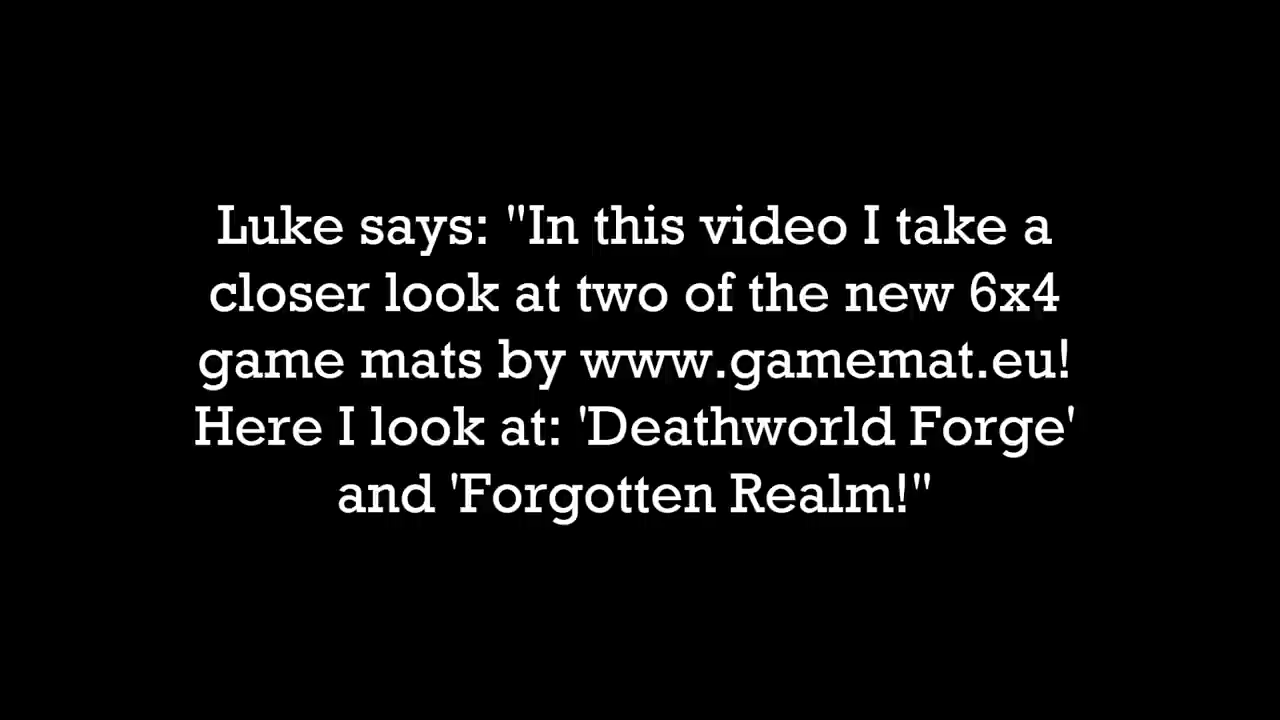 Luke says: "In this video I take a
closer look at two of the new 6x4
game mats by www.gamemat.eu!
Here I look at: 'Deathworld Forge'
and 'Forgotten Realm!"